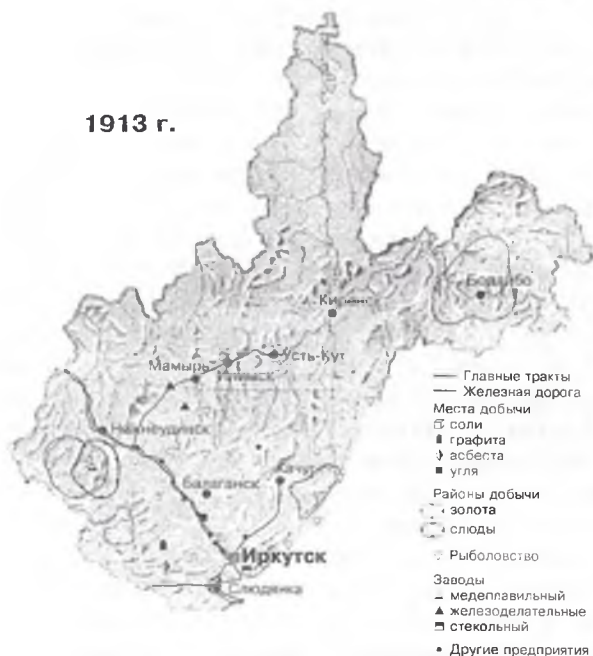 1913 г.
Бодайбо
Усть-Кут
Мамырь
Илимск
Нижнеудинск
Качуг
Балаганск
Иркутск
Слюдянка
Главные тракты
Железная дорога
Места добычи
соли
графита
асбеста
угля
Районы добычи
золота
слюды
Рыболовство
Заводы
медеплавильный
железоделательные
стекольный
Другие предприятия